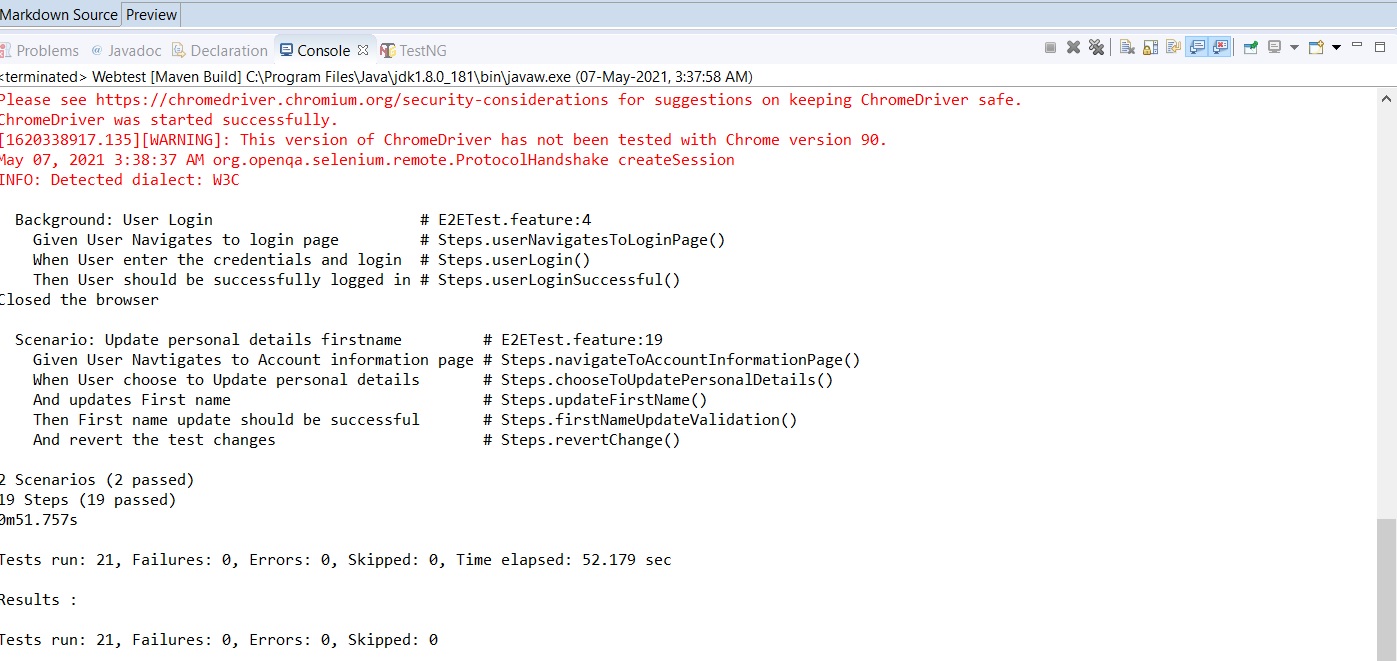 Markdown Source Preview
Problems @ Javadoc Declaration Console TestNG
<terminated> Webtest [Maven Build] C:\Program Files\Java\jdk1.8.0_181\bin\javaw.exe (07-May-2021, 3:37:58 AM)
Please see https://chromedriver.chromium.org/security-considerations for suggestions on keeping ChromeDriver safe.
ChromeDriver was started successfully.
[1620338917.135][WARNING]: This version of ChromeDriver has not been tested with Chrome version 90.
May 07, 2021 3:38:37 AM org.openqa.selenium.remote.ProtocolHandshake createSession
INFO: Detected dialect: W3C
Background: User Login # E2ETest.feature:4
Given User Navigates to login page # Steps.userNavigatesToLoginPage()
When User enter the credentials and login # Steps.userLogin()
Then User should be successfully logged in # Steps.userLoginSuccessful()
Closed the browser
Scenario: Update personal details firstname # E2ETest.feature:19
Given User Navtigates to Account information page # Steps.navigateToAccountInformationPage()
When User choose to Update personal details # Steps.chooseToUpdatePersonalDetails()
And updates First name # Steps.updateFirstName()
Then First name update should be successful # Steps.firstNameUpdateValidation()
And revert the test changes # Steps.revertChange()
2 Scenarios (2 passed)
19 Steps (19 passed)
0m51.757s
Tests run: 21, Failures: 0, Errors: 0, Skipped: 0, Time elapsed: 52.179 sec
Results :
Tests run: 21, Failures: 0, Errors: 0, Skipped: 0